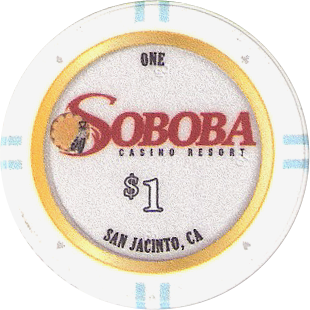 ONE
SOBOBA
CASINO RESORT
$1
SAN JACINTO, CA